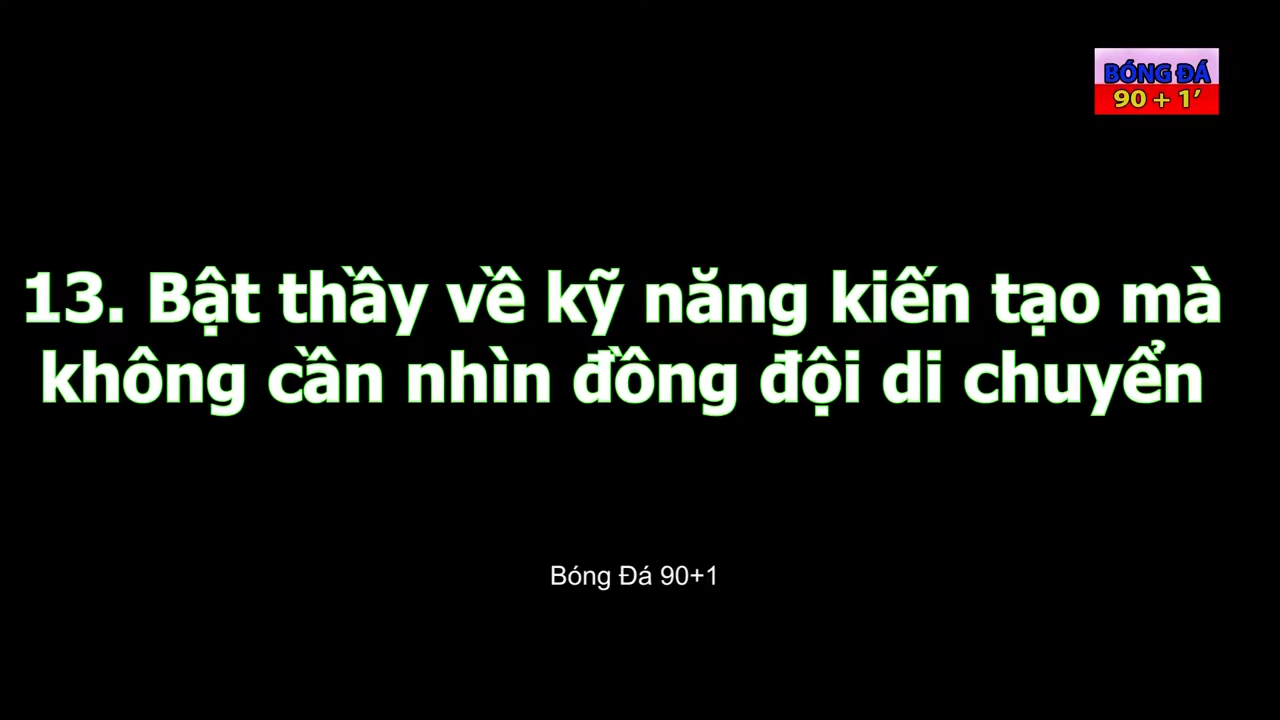 BÓNG ĐÁ
90 + 1’
13. Bật thầy về kỹ năng kiến tạo mà
không cần nhìn đồng đội di chuyển
Bóng Đá 90+1